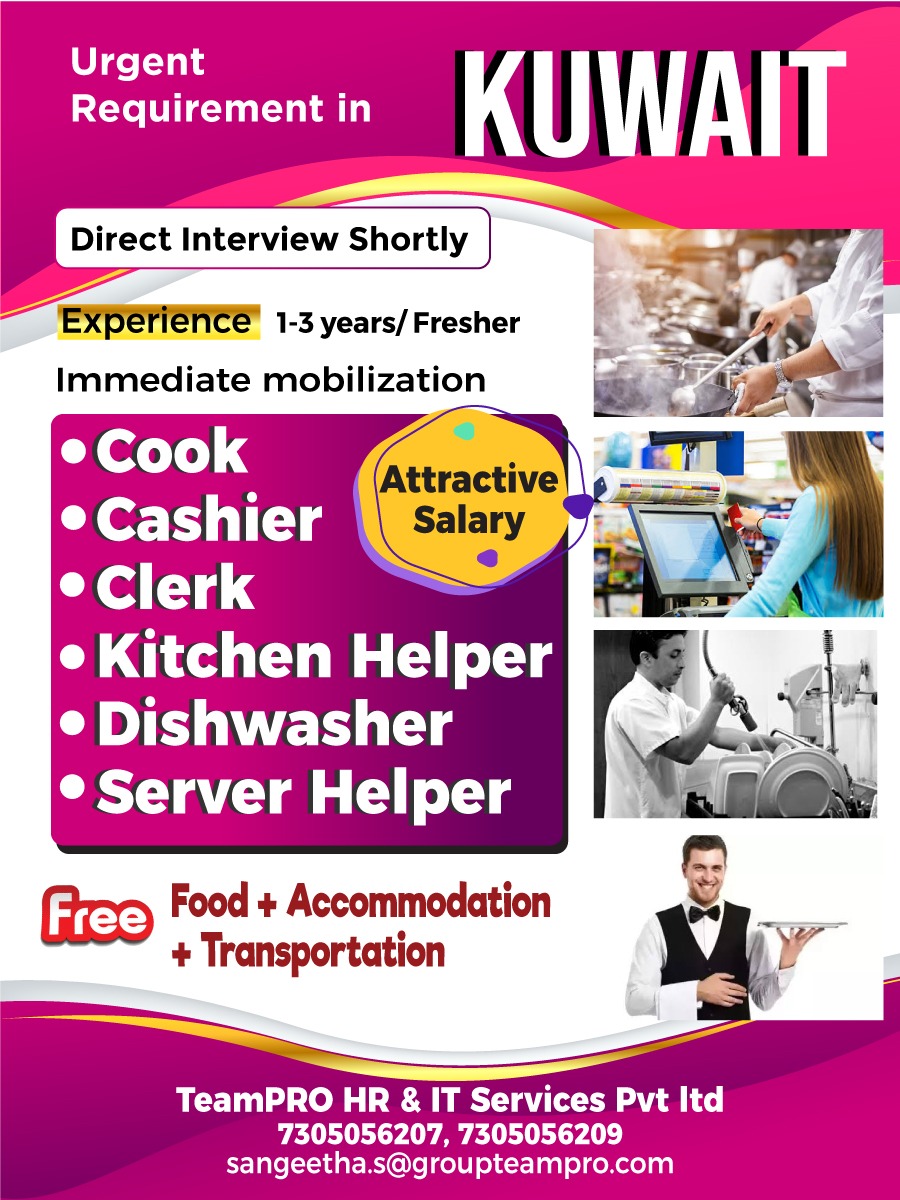 Urgent
Requirement in
KUWAIT
Direct Interview Shortly
Experience 1-3 years/ Fresher
Immediate mobilization
• Cook
• Cashier
• Clerk
• Kitchen Helper
• Dishwasher
• Server Helper
Attractive
Salary
Free Food + Accommodation
+ Transportation
TeamPRO HR & IT Services Pvt ltd
7305056207, 7305056209
sangeetha.s@groupteampro.com